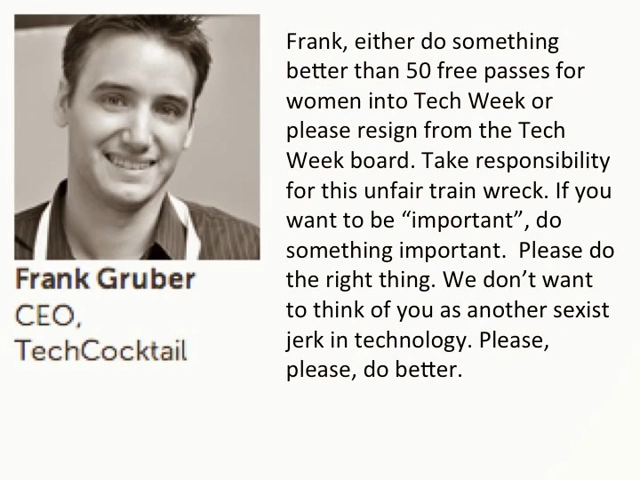 Frank Gruber
CEO,
TechCocktail
Frank, either do something
better than 50 free passes for
women into Tech Week or
please resign from the Tech
Week board. Take responsibility
for this unfair train wreck. If you
want to be “important”, do
something important.  Please do
the right thing. We don’t want
to think of you as another sexist
jerk in technology. Please,
please, do better.